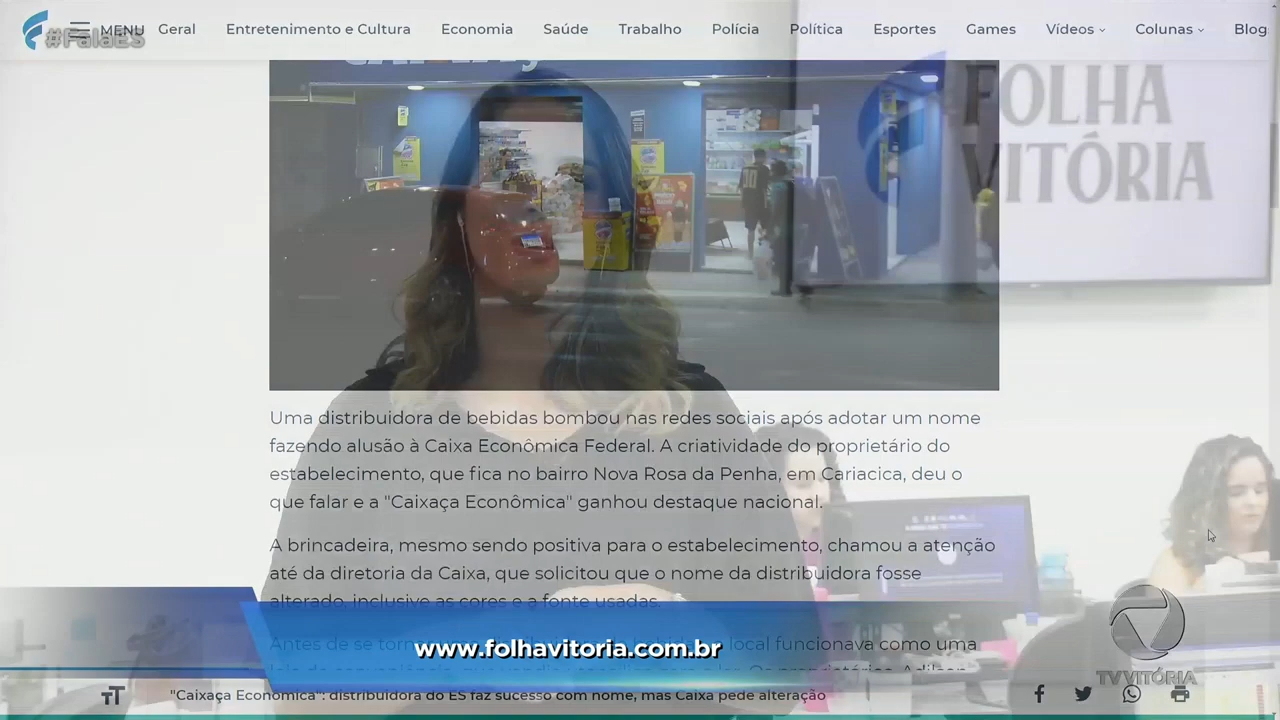 #FalaES
MENU
Geral
Entretenimento e Cultura
Economia
Saúde
Trabalho
Polícia
Política
Esportes
Games
Vídeos
Colunas
Blog
FOLHA
VITÓRIA
Uma distribuidora de bebidas bombou nas redes sociais após adotar um nome
fazendo alusão à Caixa Econômica Federal. A criatividade do proprietário do
estabelecimento, que fica no bairro Nova Rosa da Penha, em Cariacica, deu o
que falar e a "Caixaça Econômica" ganhou destaque nacional.
A brincadeira, mesmo sendo positiva para o estabelecimento, chamou a atenção
até da diretoria da Caixa, que solicitou que o nome da distribuidora fosse
alterado, inclusive as cores e a fonte usadas.
Antes de se local funcionava como uma
www.folhavitoria.com.br
TV VITÓRIA
"Caixaça Econômica": distribuidora do ES faz sucesso com nome, mas Caixa pede alteração